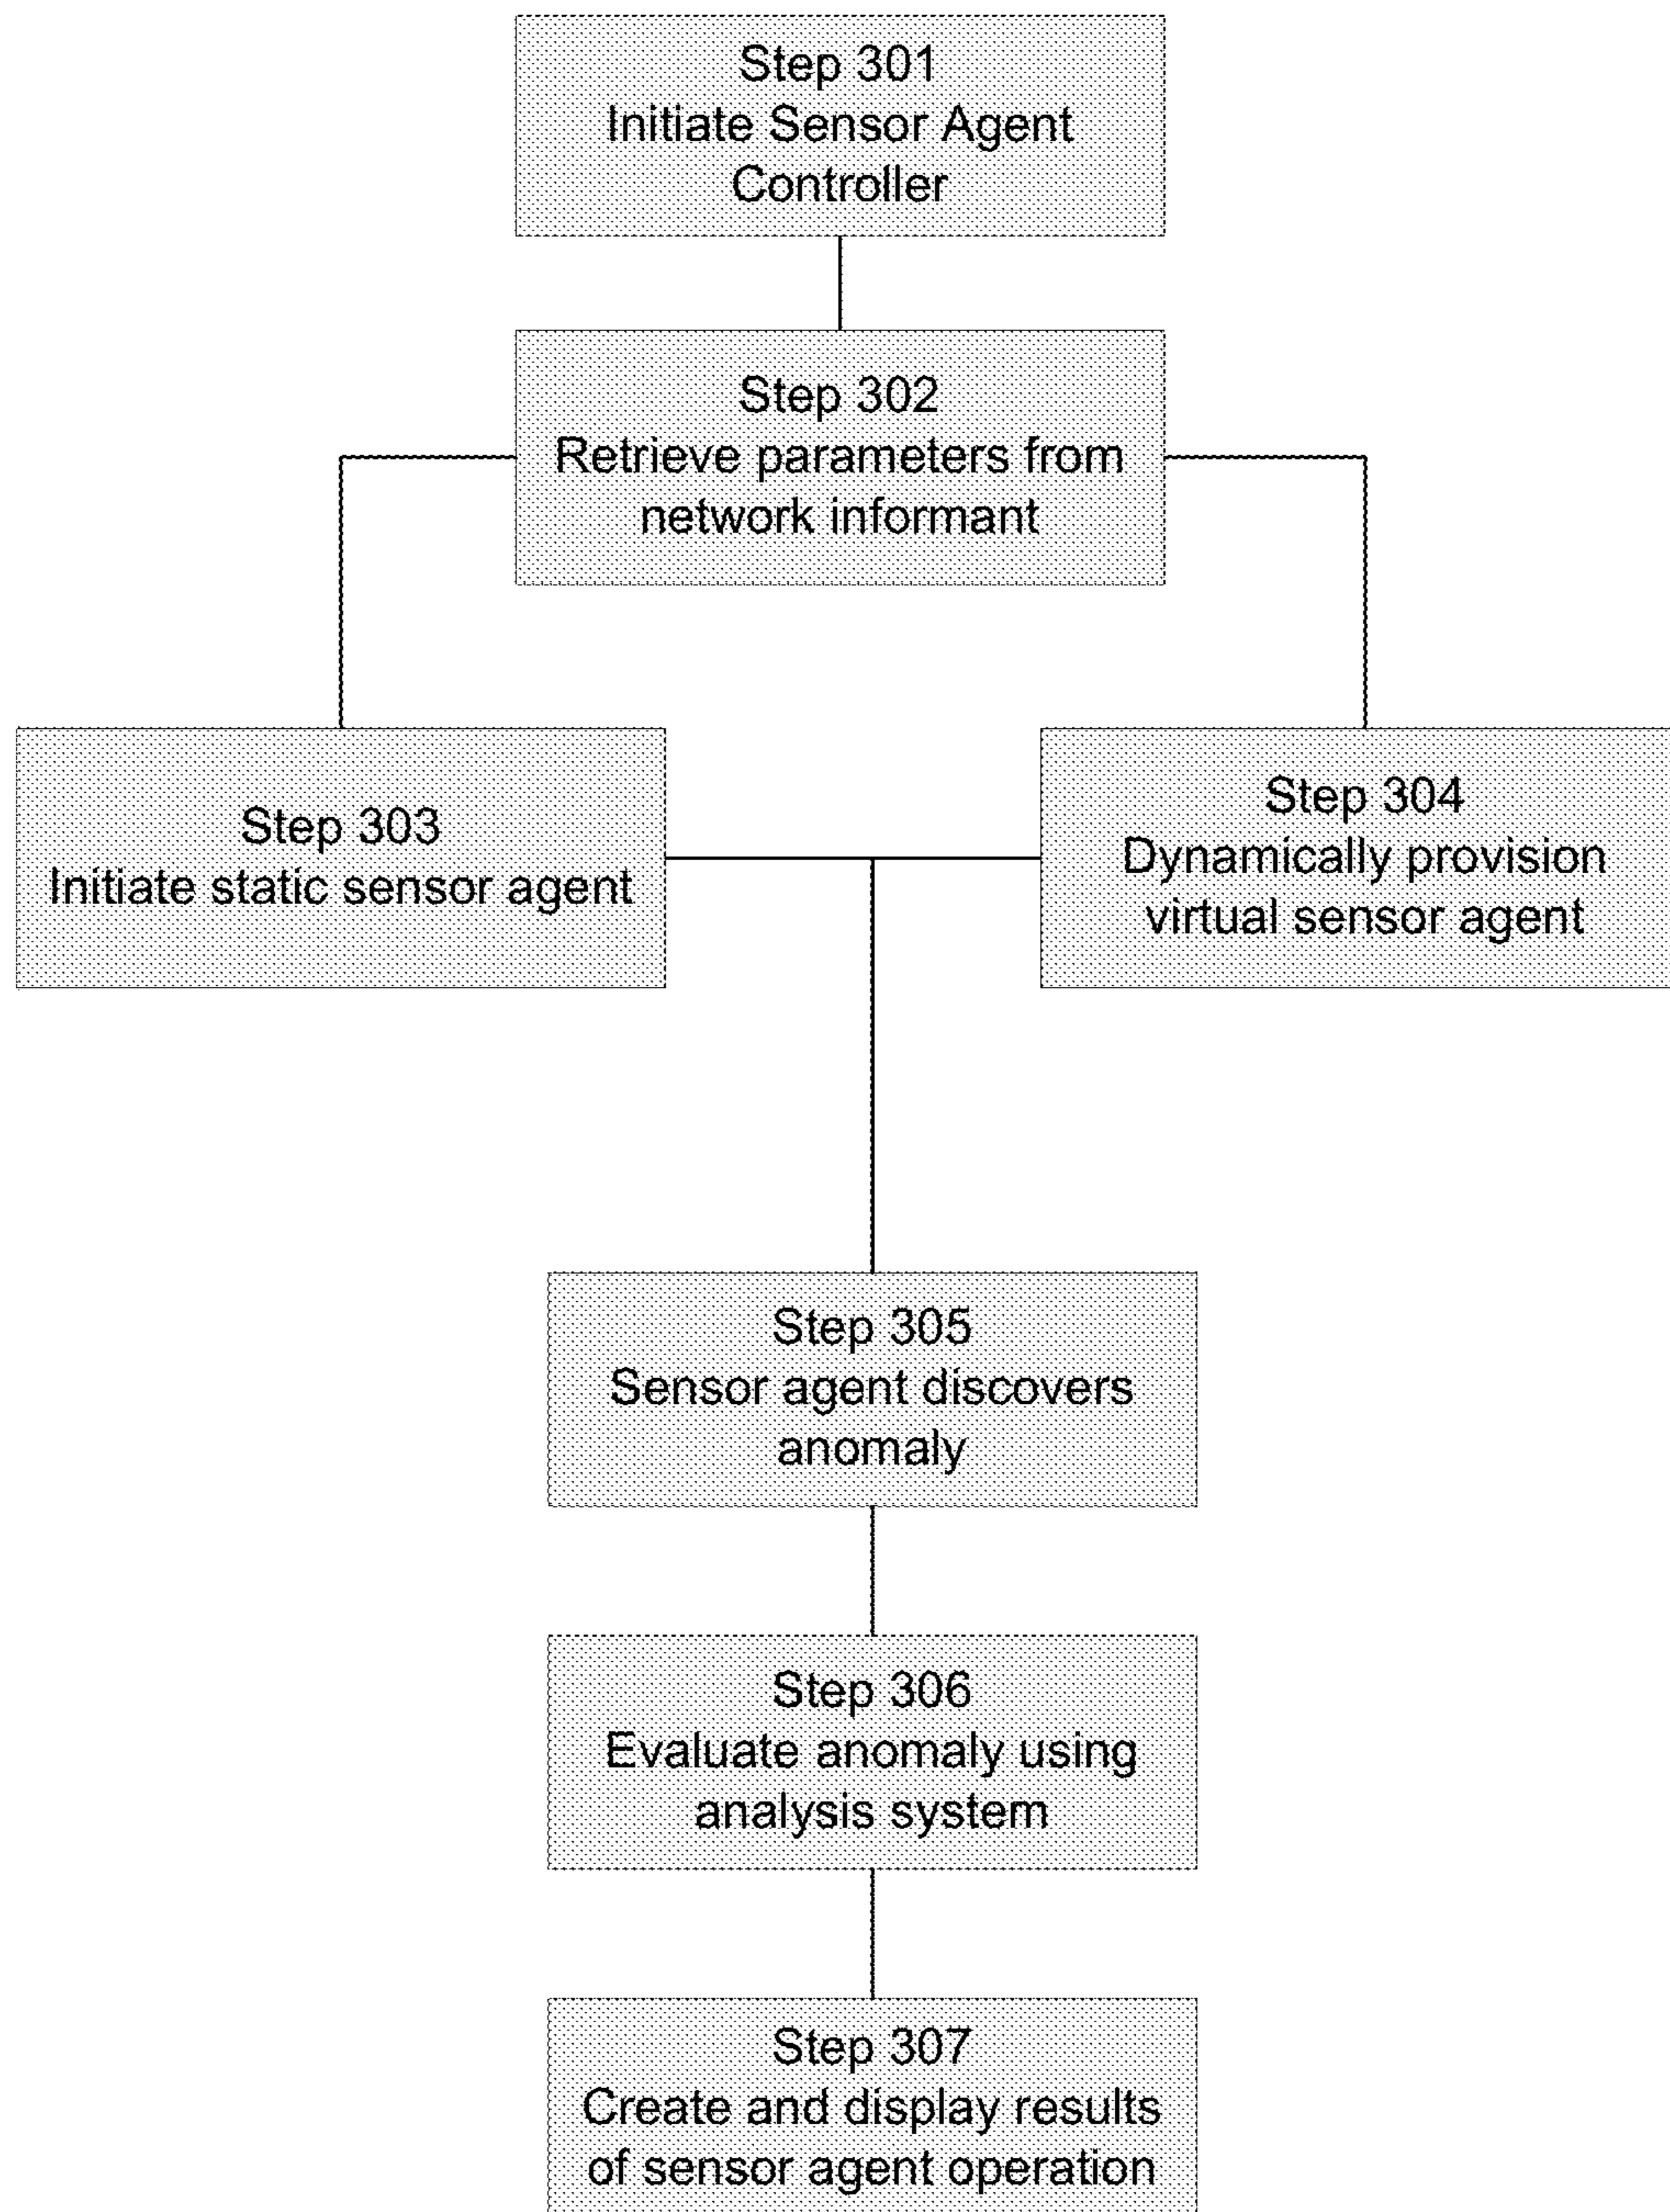 Step 301
Initiate Sensor Agent
Controller
Step 302
Retrieve parameters from
network informant
Step 303
Initiate static sensor agent
Step 304
Dynamically provision
virtual sensor agent
Step 305
Sensor agent discovers
anomaly
Step 306
Evaluate anomaly using
analysis system
Step 307
Create and display results
of sensor agent operation